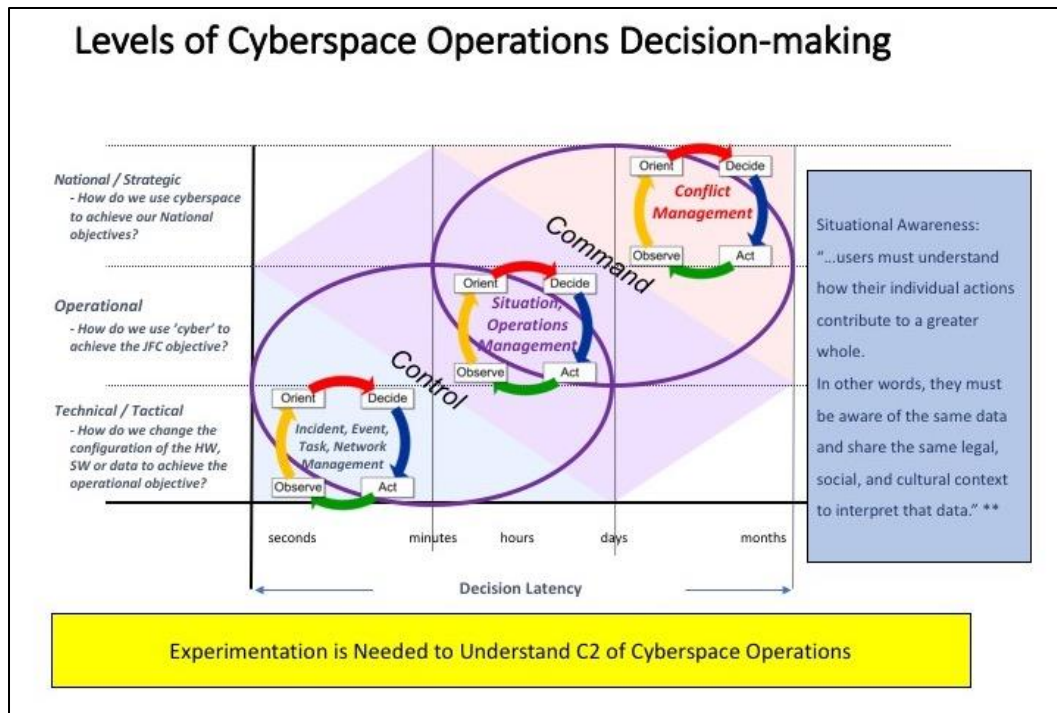 Levels of Cyberspace Operations Decision-making
National / Strategic
- How do we use cyberspace
to achieve our National
objectives?
Operational
- How do we use ‘cyber’ to
achieve the JFC objective?
Technical / Tactical
- How do we change the
configuration of the HW,
SW or data to achieve the
operational objective?
Orient
Decide
Conflict
Management
Observe
Act
Command
Orient
Decide
Situation,
Operations
Management
Observe
Act
Control
Orient
Decide
Incident, Event,
Task, Network
Management
Observe
Act
seconds
minutes
hours
days
months
Decision Latency
Situational Awareness:
“...users must understand
how their individual actions
contribute to a greater
whole.
In other words, they must
be aware of the same data
and share the same legal,
social, and cultural context
to interpret that data.” **
Experimentation is Needed to Understand C2 of Cyberspace Operations